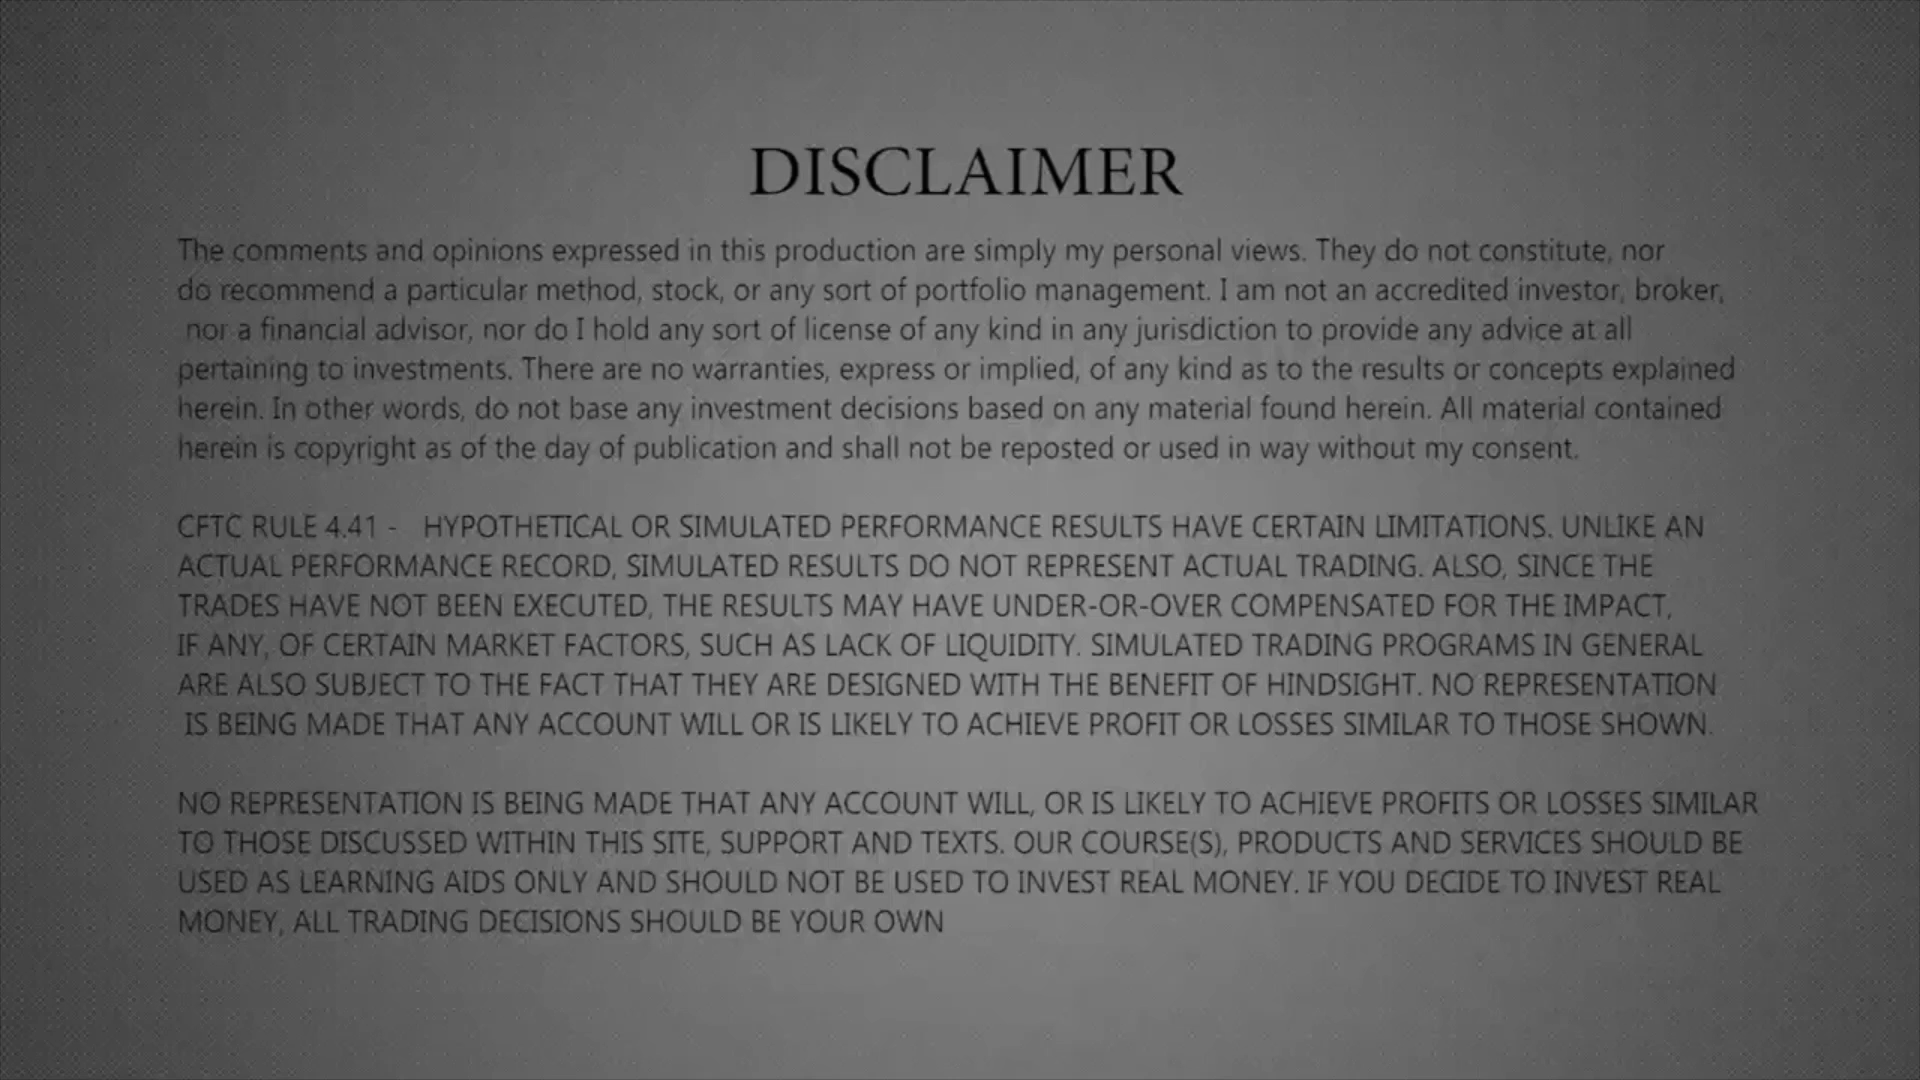 DISCLAIMER
The comments and opinions expressed in this production are simply my personal views. They do not constitute, nor
do recommend a particular method, stock, or any sort of portfolio management. I am not an accredited investor, broker,
nor a financial advisor, nor do I hold any sort of license of any kind in any jurisdiction to provide any advice at all
pertaining to investments. There are no warranties, express or implied, of any kind as to the results or concepts explained
herein. In other words, do not base any investment decisions based on any material found herein. All material contained
herein is copyright as of the day of publication and shall not be reposted or used in way without my consent.
CFTC RULE 4.41 - HYPOTHETICAL OR SIMULATED PERFORMANCE RESULTS HAVE CERTAIN LIMITATIONS. UNLIKE AN
ACTUAL PERFORMANCE RECORD, SIMULATED RESULTS DO NOT REPRESENT ACTUAL TRADING. ALSO, SINCE THE
TRADES HAVE NOT BEEN EXECUTED, THE RESULTS MAY HAVE UNDER-OR-OVER COMPENSATED FOR THE IMPACT,
IF ANY, OF CERTAIN MARKET FACTORS, SUCH AS LACK OF LIQUIDITY. SIMULATED TRADING PROGRAMS IN GENERAL
ARE ALSO SUBJECT TO THE FACT THAT THEY ARE DESIGNED WITH THE BENEFIT OF HINDSIGHT. NO REPRESENTATION
IS BEING MADE THAT ANY ACCOUNT WILL OR IS LIKELY TO ACHIEVE PROFIT OR LOSSES SIMILAR TO THOSE SHOWN.
NO REPRESENTATION IS BEING MADE THAT ANY ACCOUNT WILL, OR IS LIKELY TO ACHIEVE PROFITS OR LOSSES SIMILAR
TO THOSE DISCUSSED WITHIN THIS SITE, SUPPORT AND TEXTS. OUR COURSE(S), PRODUCTS AND SERVICES SHOULD BE
USED AS LEARNING AIDS ONLY AND SHOULD NOT BE USED TO INVEST REAL MONEY. IF YOU DECIDE TO INVEST REAL
MONEY, ALL TRADING DECISIONS SHOULD BE YOUR OWN